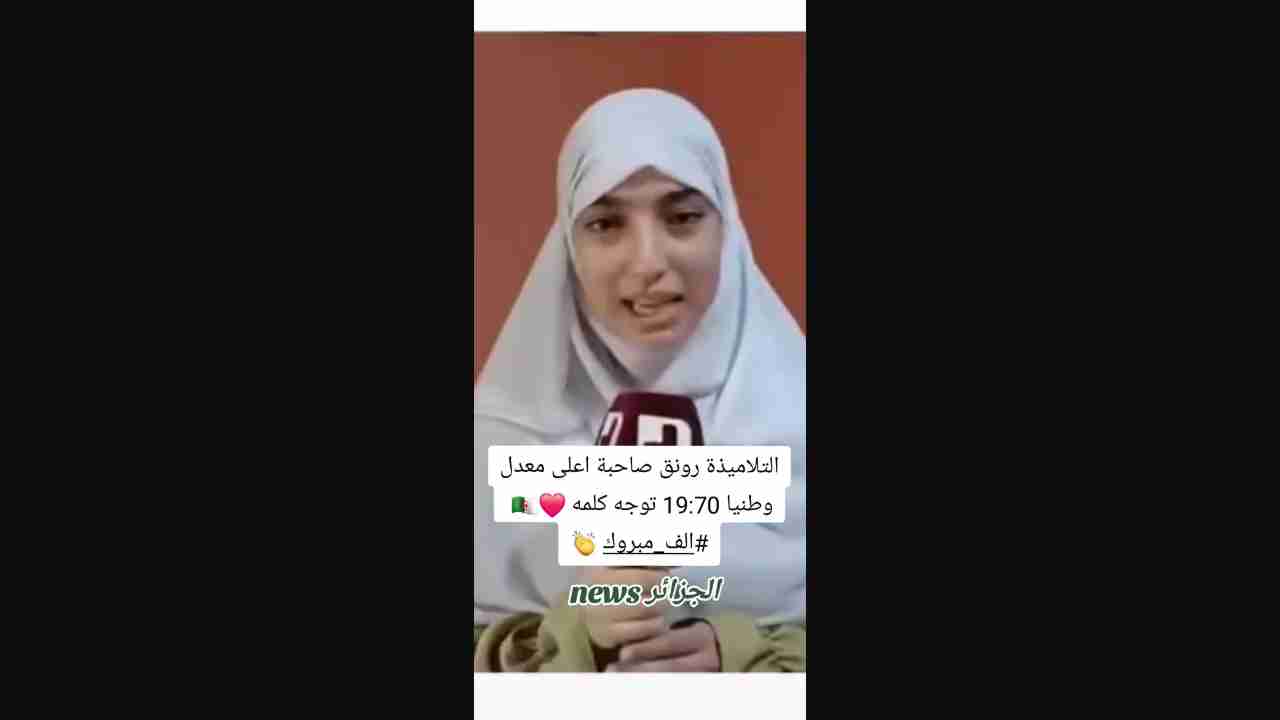 التلاميذة رونق صاحبة اعلى معدل
وطنيا 19:70 توجه كلمه ❤️🇩🇿
#الف_مبروك 👏
الجزائر news